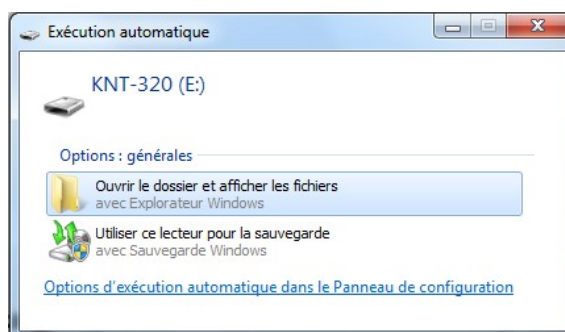 Exécution automatique
KNT-320 (E:)
Options : générales
Ouvrir le dossier et afficher les fichiers
avec Explorateur Windows
Utiliser ce lecteur pour la sauvegarde
avec Sauvegarde Windows
Options d'exécution automatique dans le Panneau de configuration